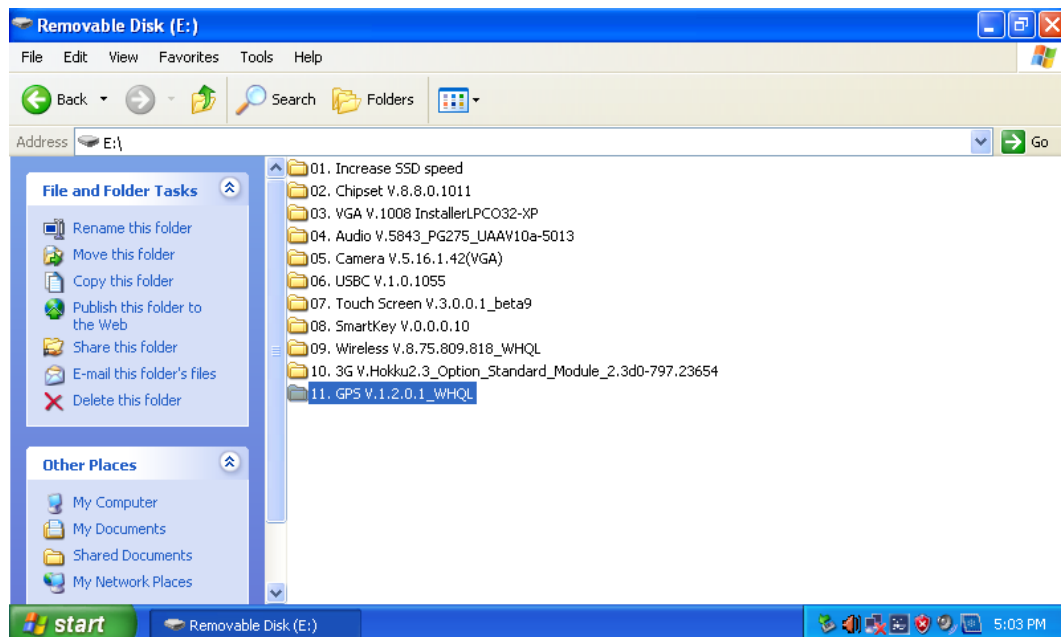 Removable Disk (E:)
File Edit View Favorites Tools Help
Back Search Folders
Address E:\ Go
File and Folder Tasks
Rename this folder
Move this folder
Copy this folder
Publish this folder to
the Web
Share this folder
E-mail this folder's files
Delete this folder
Other Places
My Computer
My Documents
Shared Documents
My Network Places
01. Increase SSD speed
02. Chipset V.8.8.0.1011
03. VGA V.1008 InstallerLPCO32-XP
04. Audio V.5843_PG275_UAAV10a-5013
05. Camera V.5.16.1.42(VGA)
06. USBC V.1.0.1055
07. Touch Screen V.3.0.0.1_beta9
08. SmartKey V.0.0.0.10
09. Wireless V.8.75.809.818_WHQL
10. 3G V.Hokku2.3_Option_Standard_Module_2.3d0-797.23654
11. GPS V.1.2.0.1_WHQL
start Removable Disk (E:) 5:03 PM